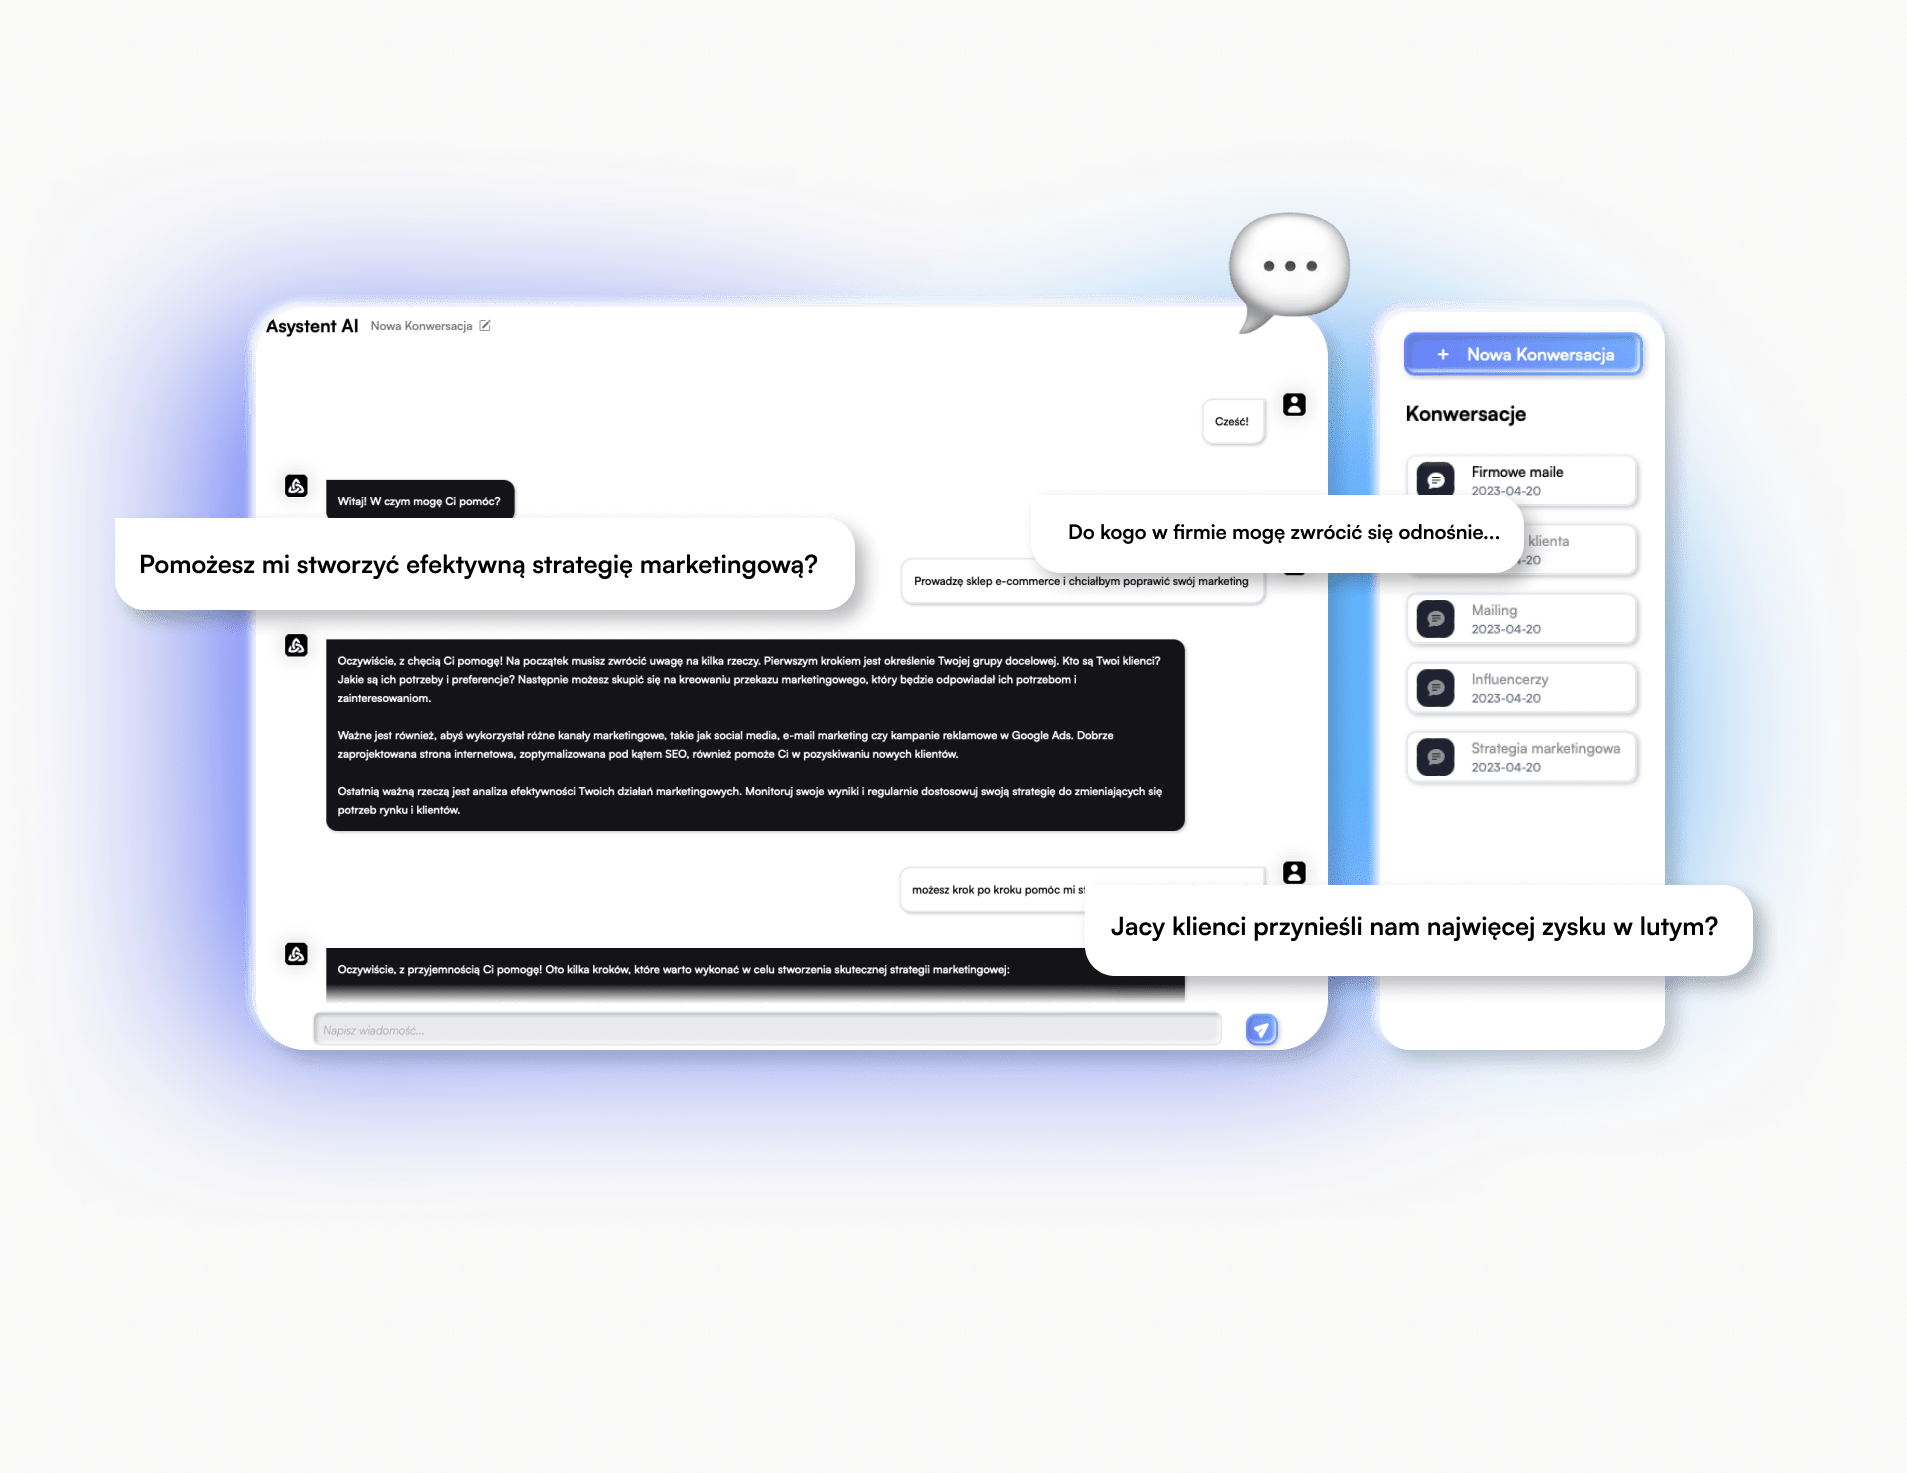 Asystent AI Nowa Konwersacja
+ Nowa Konwersacja
Cześć!
Konwersacje
Witaj! W czym mogę Ci pomóc?
Firmowe maile
2023-04-20
Pomożesz mi stworzyć efektywną strategię marketingową?
Do kogo w firmie mogę zwrócić się odnośnie...
klienta
-20
Prowadzę sklep e-commerce i chciałbym poprawić swój marketing
Mailing
2023-04-20
Oczywiście, z chęcią Ci pomogę! Na początek musisz zwrócić uwagę na kilka rzeczy. Pierwszym krokiem jest określenie Twojej grupy docelowej. Kto są Twoi klienci?
Jakie są ich potrzeby i preferencje? Następnie możesz skupić się na kreowaniu przekazu marketingowego, który będzie odpowiadał ich potrzebom i
zainteresowaniom.
Ważne jest również, abyś wykorzystał różne kanały marketingowe, takie jak social media, e-mail marketing czy kampanie reklamowe w Google Ads. Dobrze
zaprojektowana strona internetowa, zoptymalizowana pod kątem SEO, również pomoże Ci w pozyskiwaniu nowych klientów.
Ostatnią ważną rzeczą jest analiza efektywności Twoich działań marketingowych. Monitoruj swoje wyniki i regularnie dostosowuj swoją strategię do zmieniających się
potrzeb rynku i klientów.
Influencerzy
2023-04-20
Strategia marketingowa
2023-04-20
możesz krok po kroku pomóc mi
Jacy klienci przynieśli nam najwięcej zysku w lutym?
Oczywiście, z przyjemnością Ci pomogę! Oto kilka kroków, które warto wykonać w celu stworzenia skutecznej strategii marketingowej:
Napisz wiadomość...